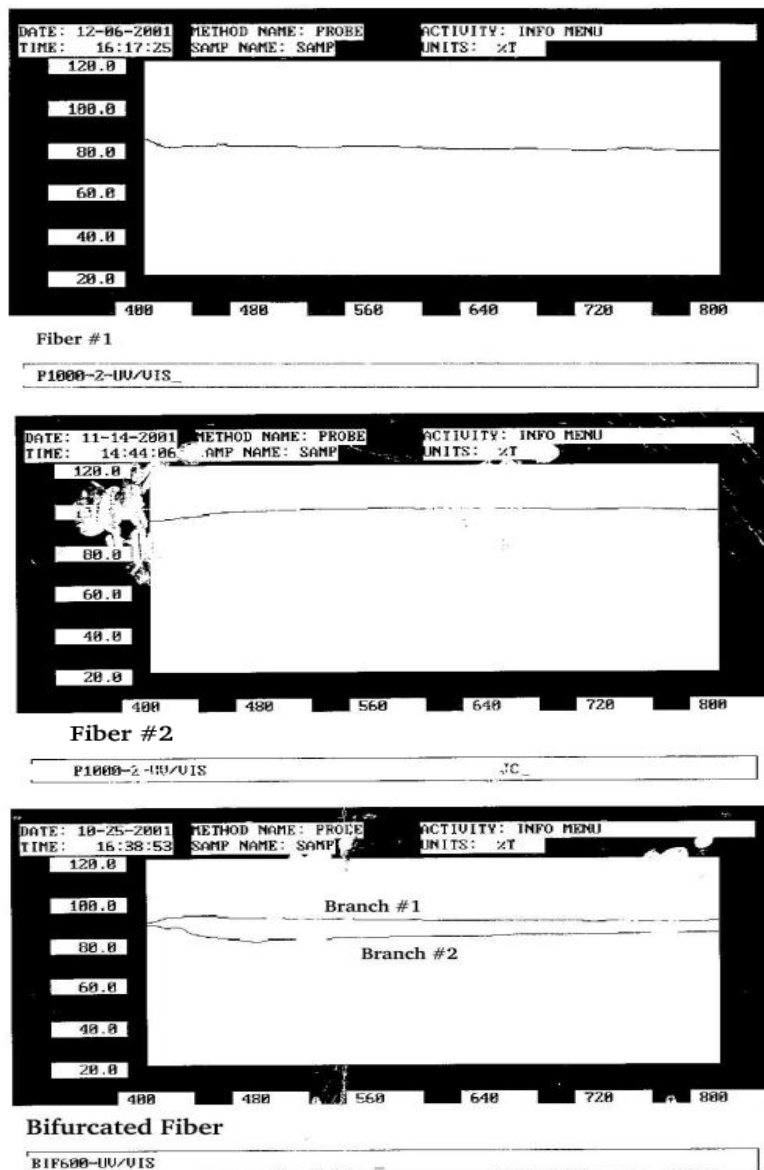 DATE: 12-06-2001 METHOD NAME: PROBE ACTIVITY: INFO MENU
TIME: 16:17:25 SAMP NAME: SAMP UNITS: %T
120.0
100.0
80.0
60.0
40.0
20.0
400 480 560 640 720 800
Fiber #1
P1000-2-UV/VIS_
DATE: 11-14-2001 METHOD NAME: PROBE ACTIVITY: INFO MENU
TIME: 14:44:06 AMP NAME: SAMP UNITS: %T
120.0
80.0
60.0
40.0
20.0
400 480 560 640 720 800
Fiber #2
P1000-2-UV/VIS JC_
DATE: 10-25-2001 METHOD NAME: PROBE ACTIVITY: INFO MENU
TIME: 16:38:53 SAMP NAME: SAMP UNITS: %T
120.0
100.0
Branch #1
80.0
Branch #2
60.0
40.0
20.0
400 480 560 640 720 800
Bifurcated Fiber
BIF600-UV/VIS